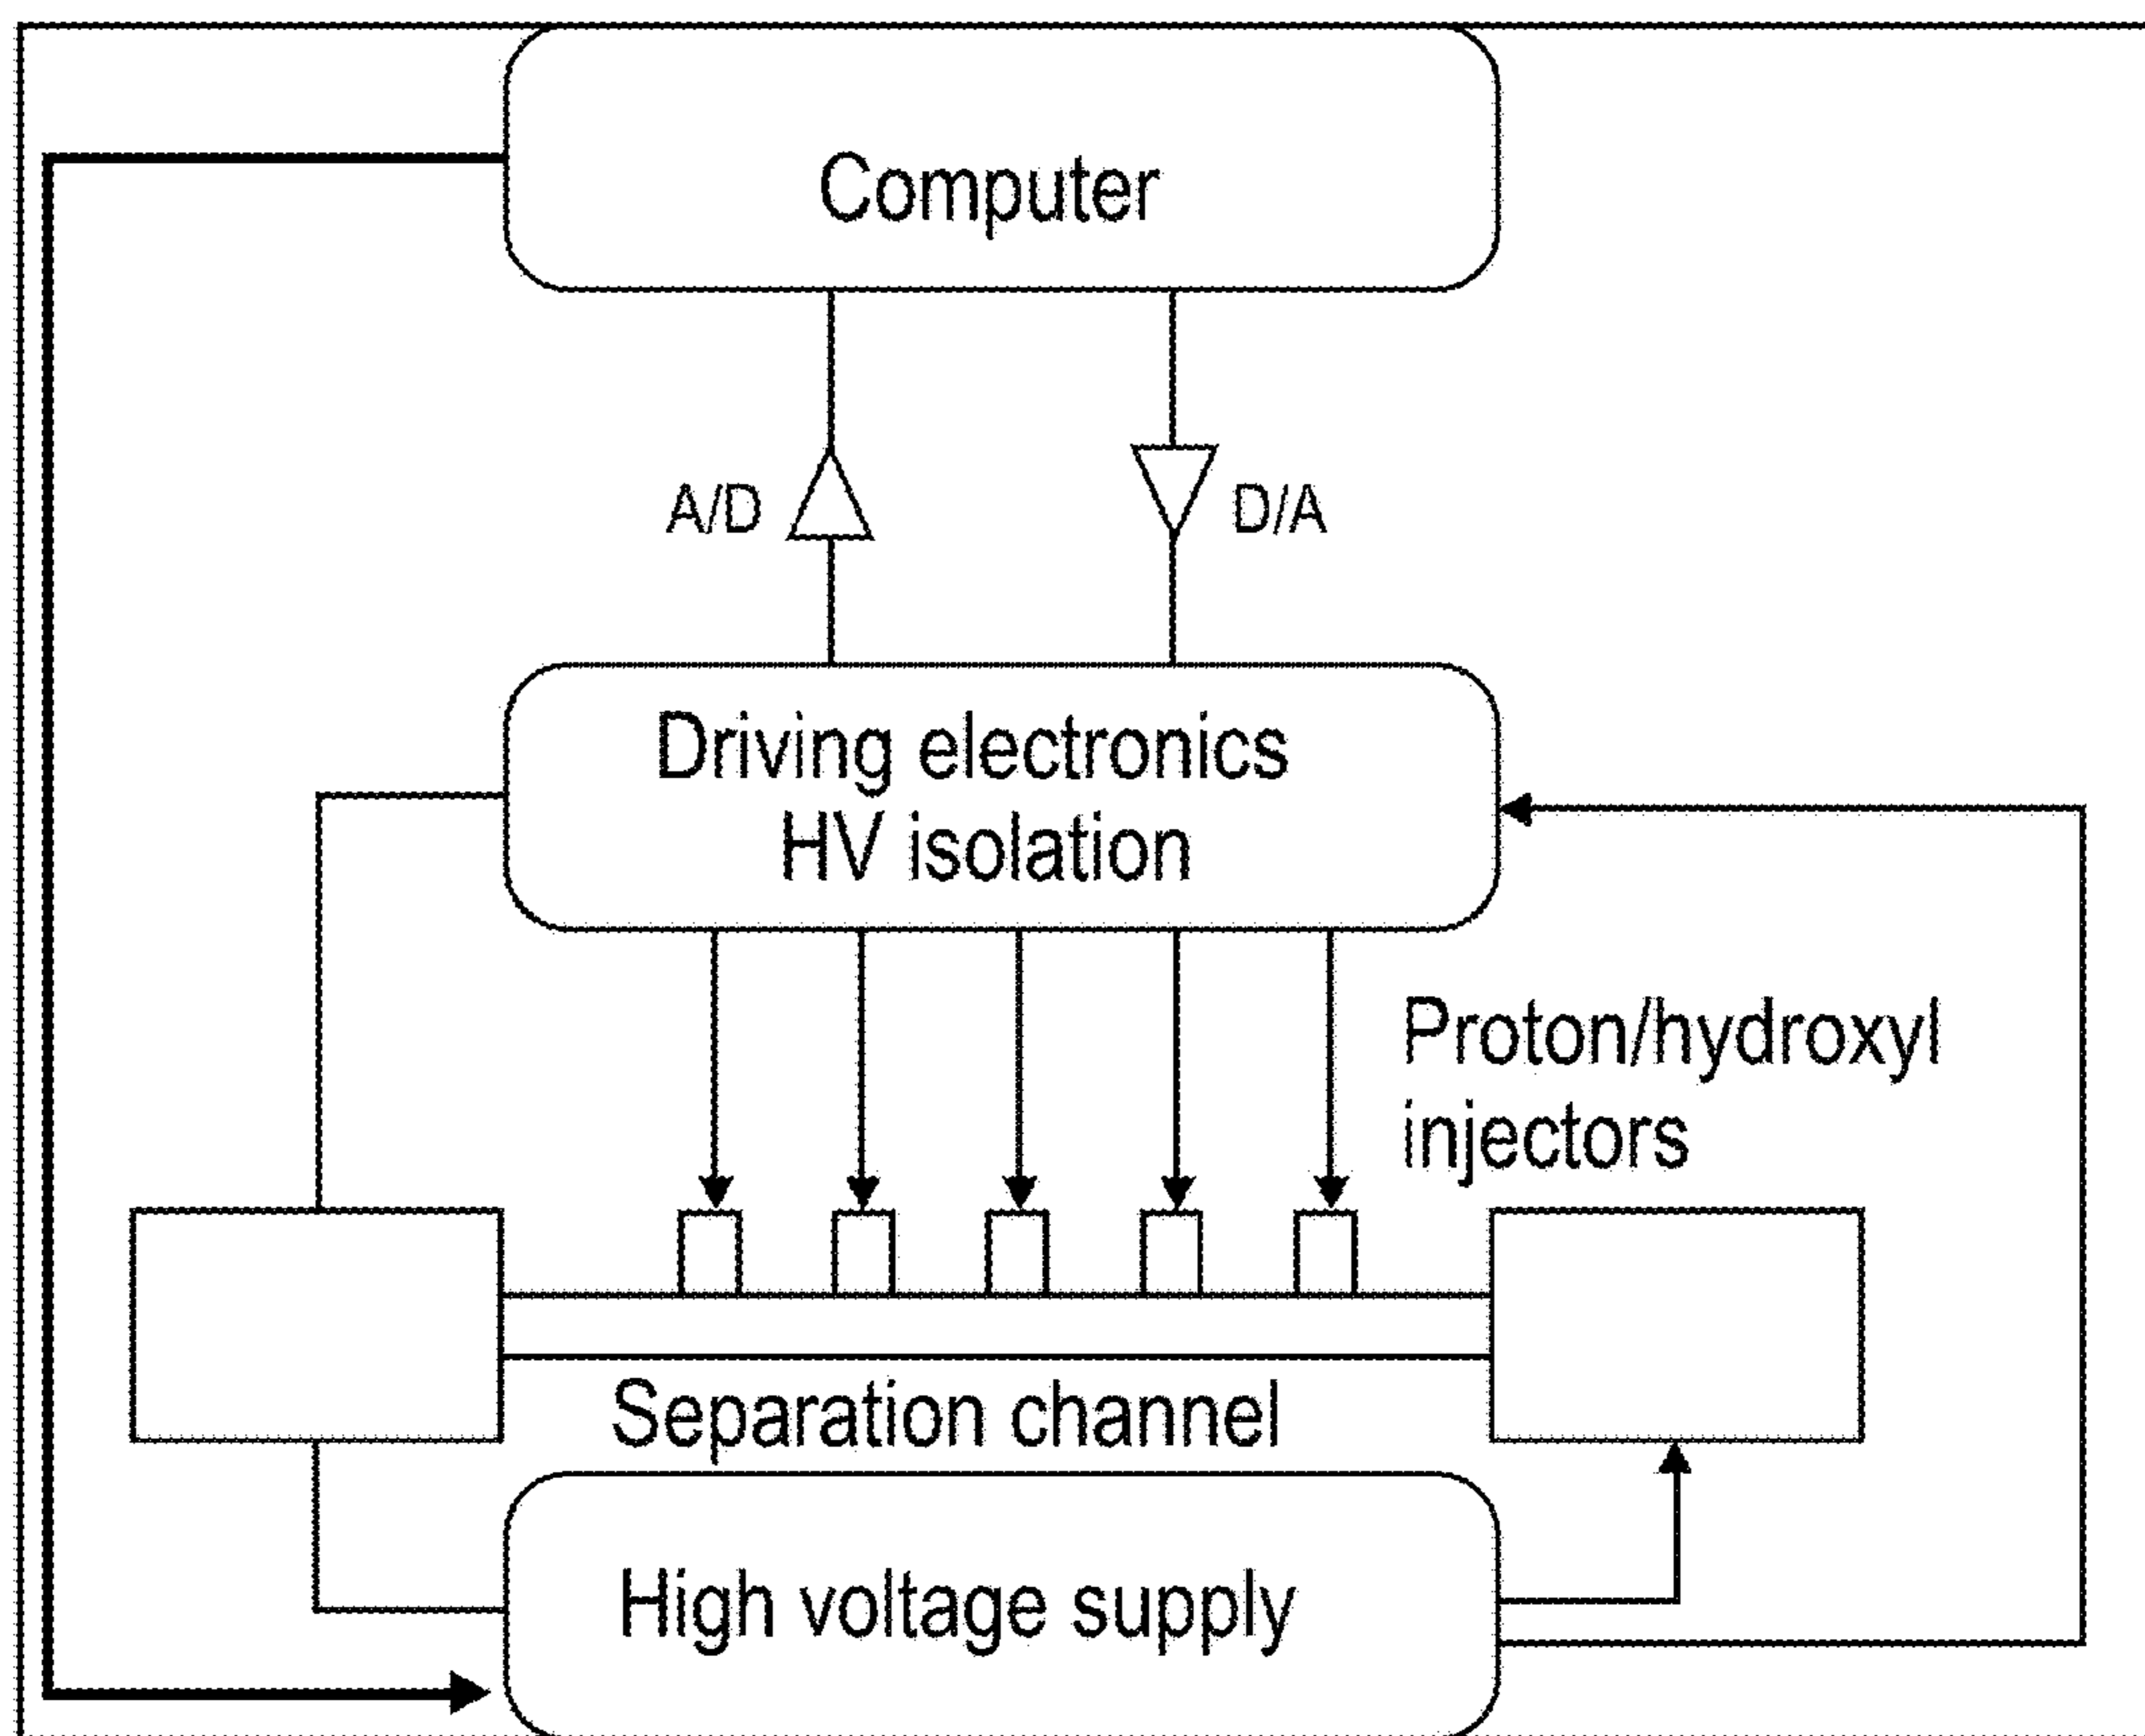 Computer
A/D
D/A
Driving electronics
HV isolation
Proton/hydroxyl
injectors
Separation channel
High voltage supply